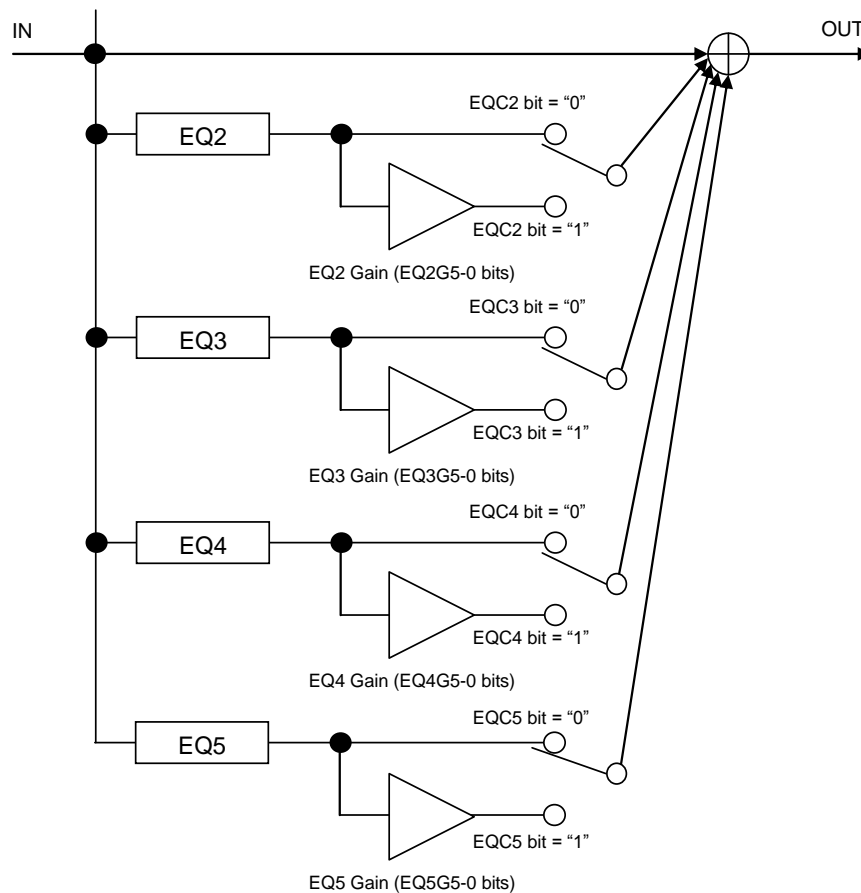 IN
OUT
EQC2 bit = “0”
EQ2
EQC2 bit = “1”
EQ2 Gain (EQ2G5-0 bits)
EQC3 bit = “0”
EQ3
EQC3 bit = “1”
EQ3 Gain (EQ3G5-0 bits)
EQC4 bit = “0”
EQ4
EQC4 bit = “1”
EQ4 Gain (EQ4G5-0 bits)
EQC5 bit = “0”
EQ5
EQC5 bit = “1”
EQ5 Gain (EQ5G5-0 bits)